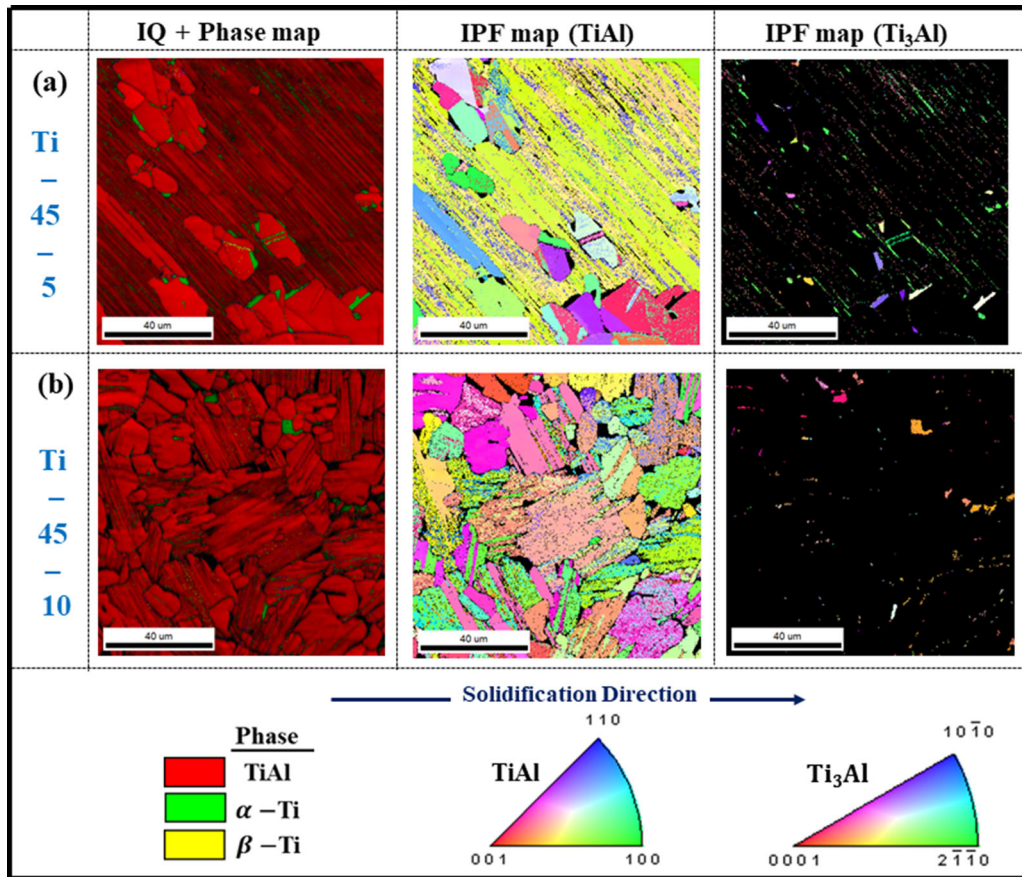 IQ + Phase map
IPF map (TiAl)
IPF map (Ti₃Al)
(a)
Ti
–
45
–
5
40 um
40 um
40 um
(b)
Ti
–
45
–
10
40 um
40 um
40 um
Solidification Direction
Phase
TiAl
α –Ti
β –Ti
TiAl
110
001
100
Ti₃Al
101̅0
0001
21̅1̅0